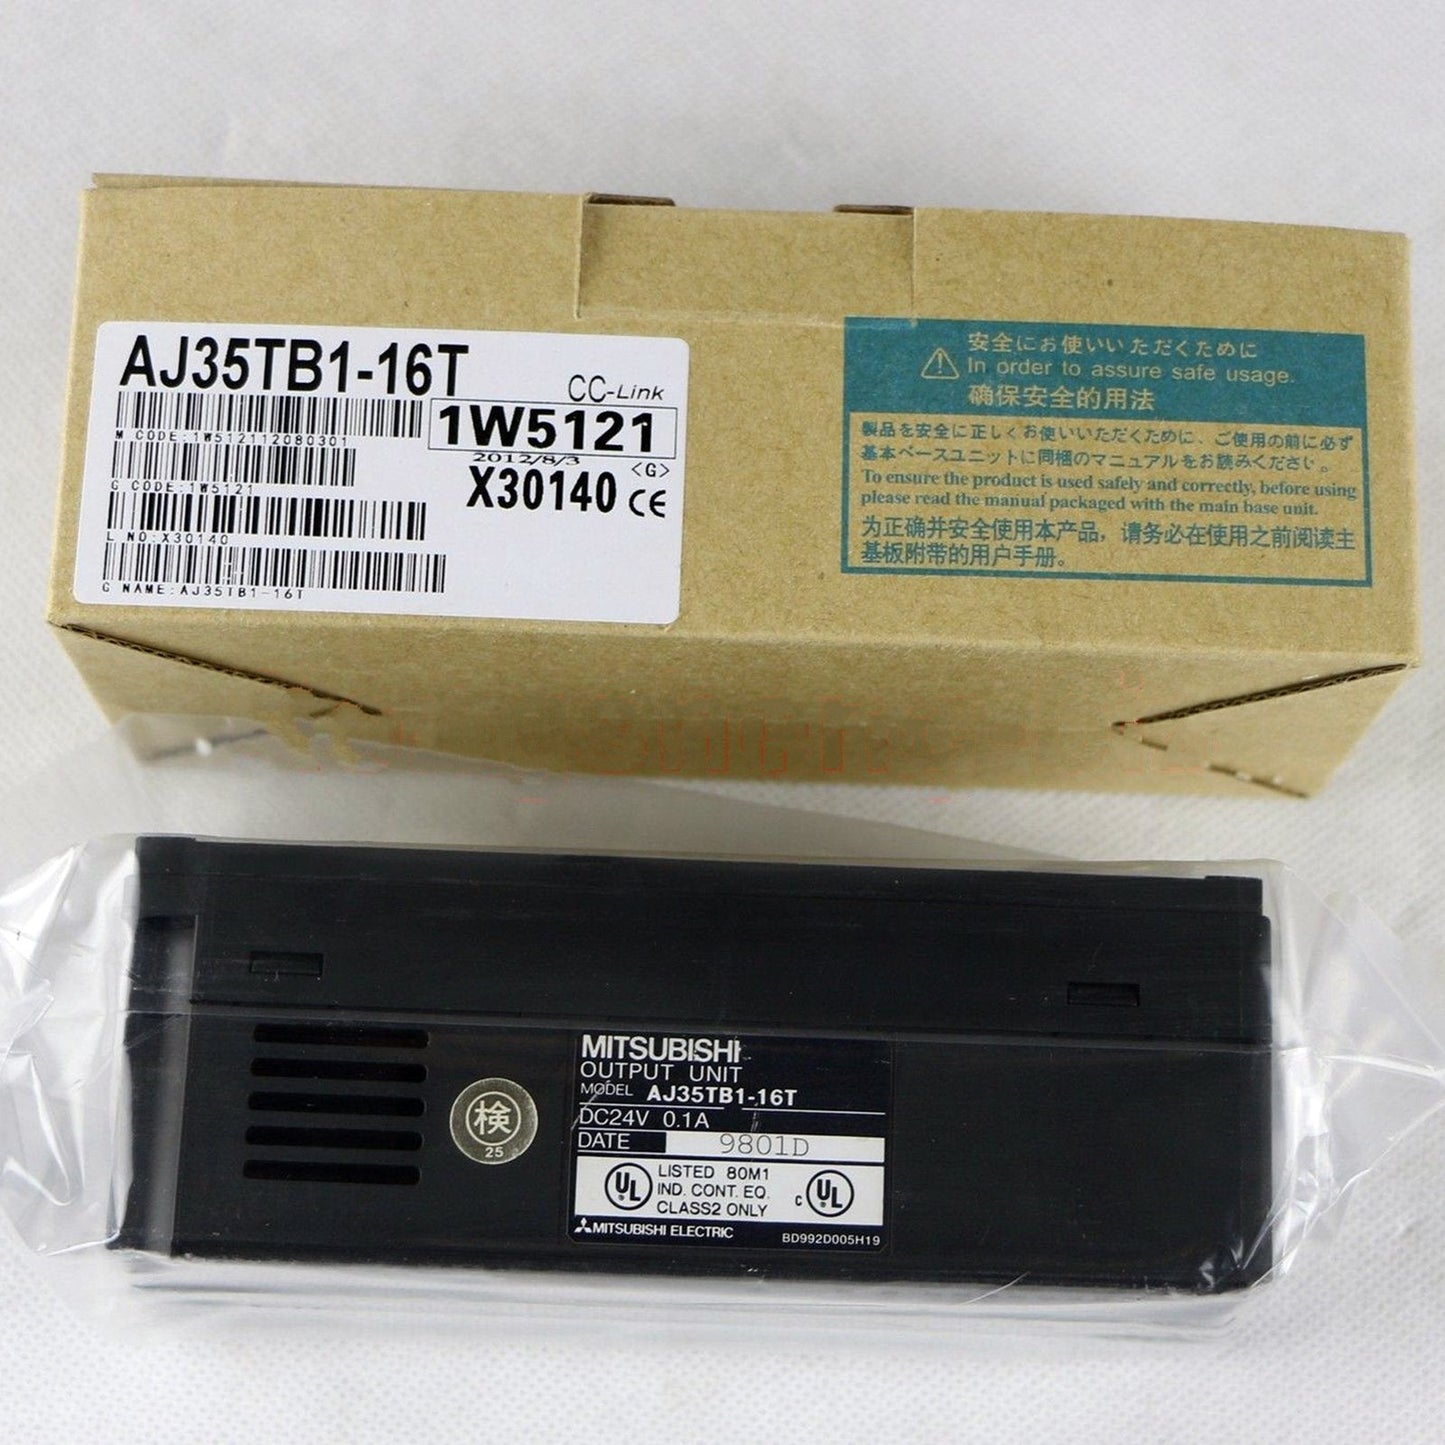 AJ35TB1-16T
CC-Link
M CODE:1W512112080301
1W5121
2012/8/3
<G>
G CODE:1W5121
X30140 CE
L NO:X30140
G NAME:AJ35TB1-16T
安全にお使いいただくために
In order to assure safe usage.
确保安全的用法
製品を安全に正しくお使いいただくために、ご使用の前に必ず
基本ベースユニットに同梱のマニュアルをお読みください。
To ensure the product is used safely and correctly, before using
please read the manual packaged with the main base unit.
为正确并安全使用本产品，请务必在使用之前阅读主
基板附带的用户手册。
MITSUBISHI
OUTPUT UNIT
MODEL AJ35TB1-16T
DC24V 0.1A
DATE 9801D
検
25
UL LISTED 80M1
IND. CONT. EQ.
CLASS2 ONLY
c UL
MITSUBISHI ELECTRIC
BD992D005H19